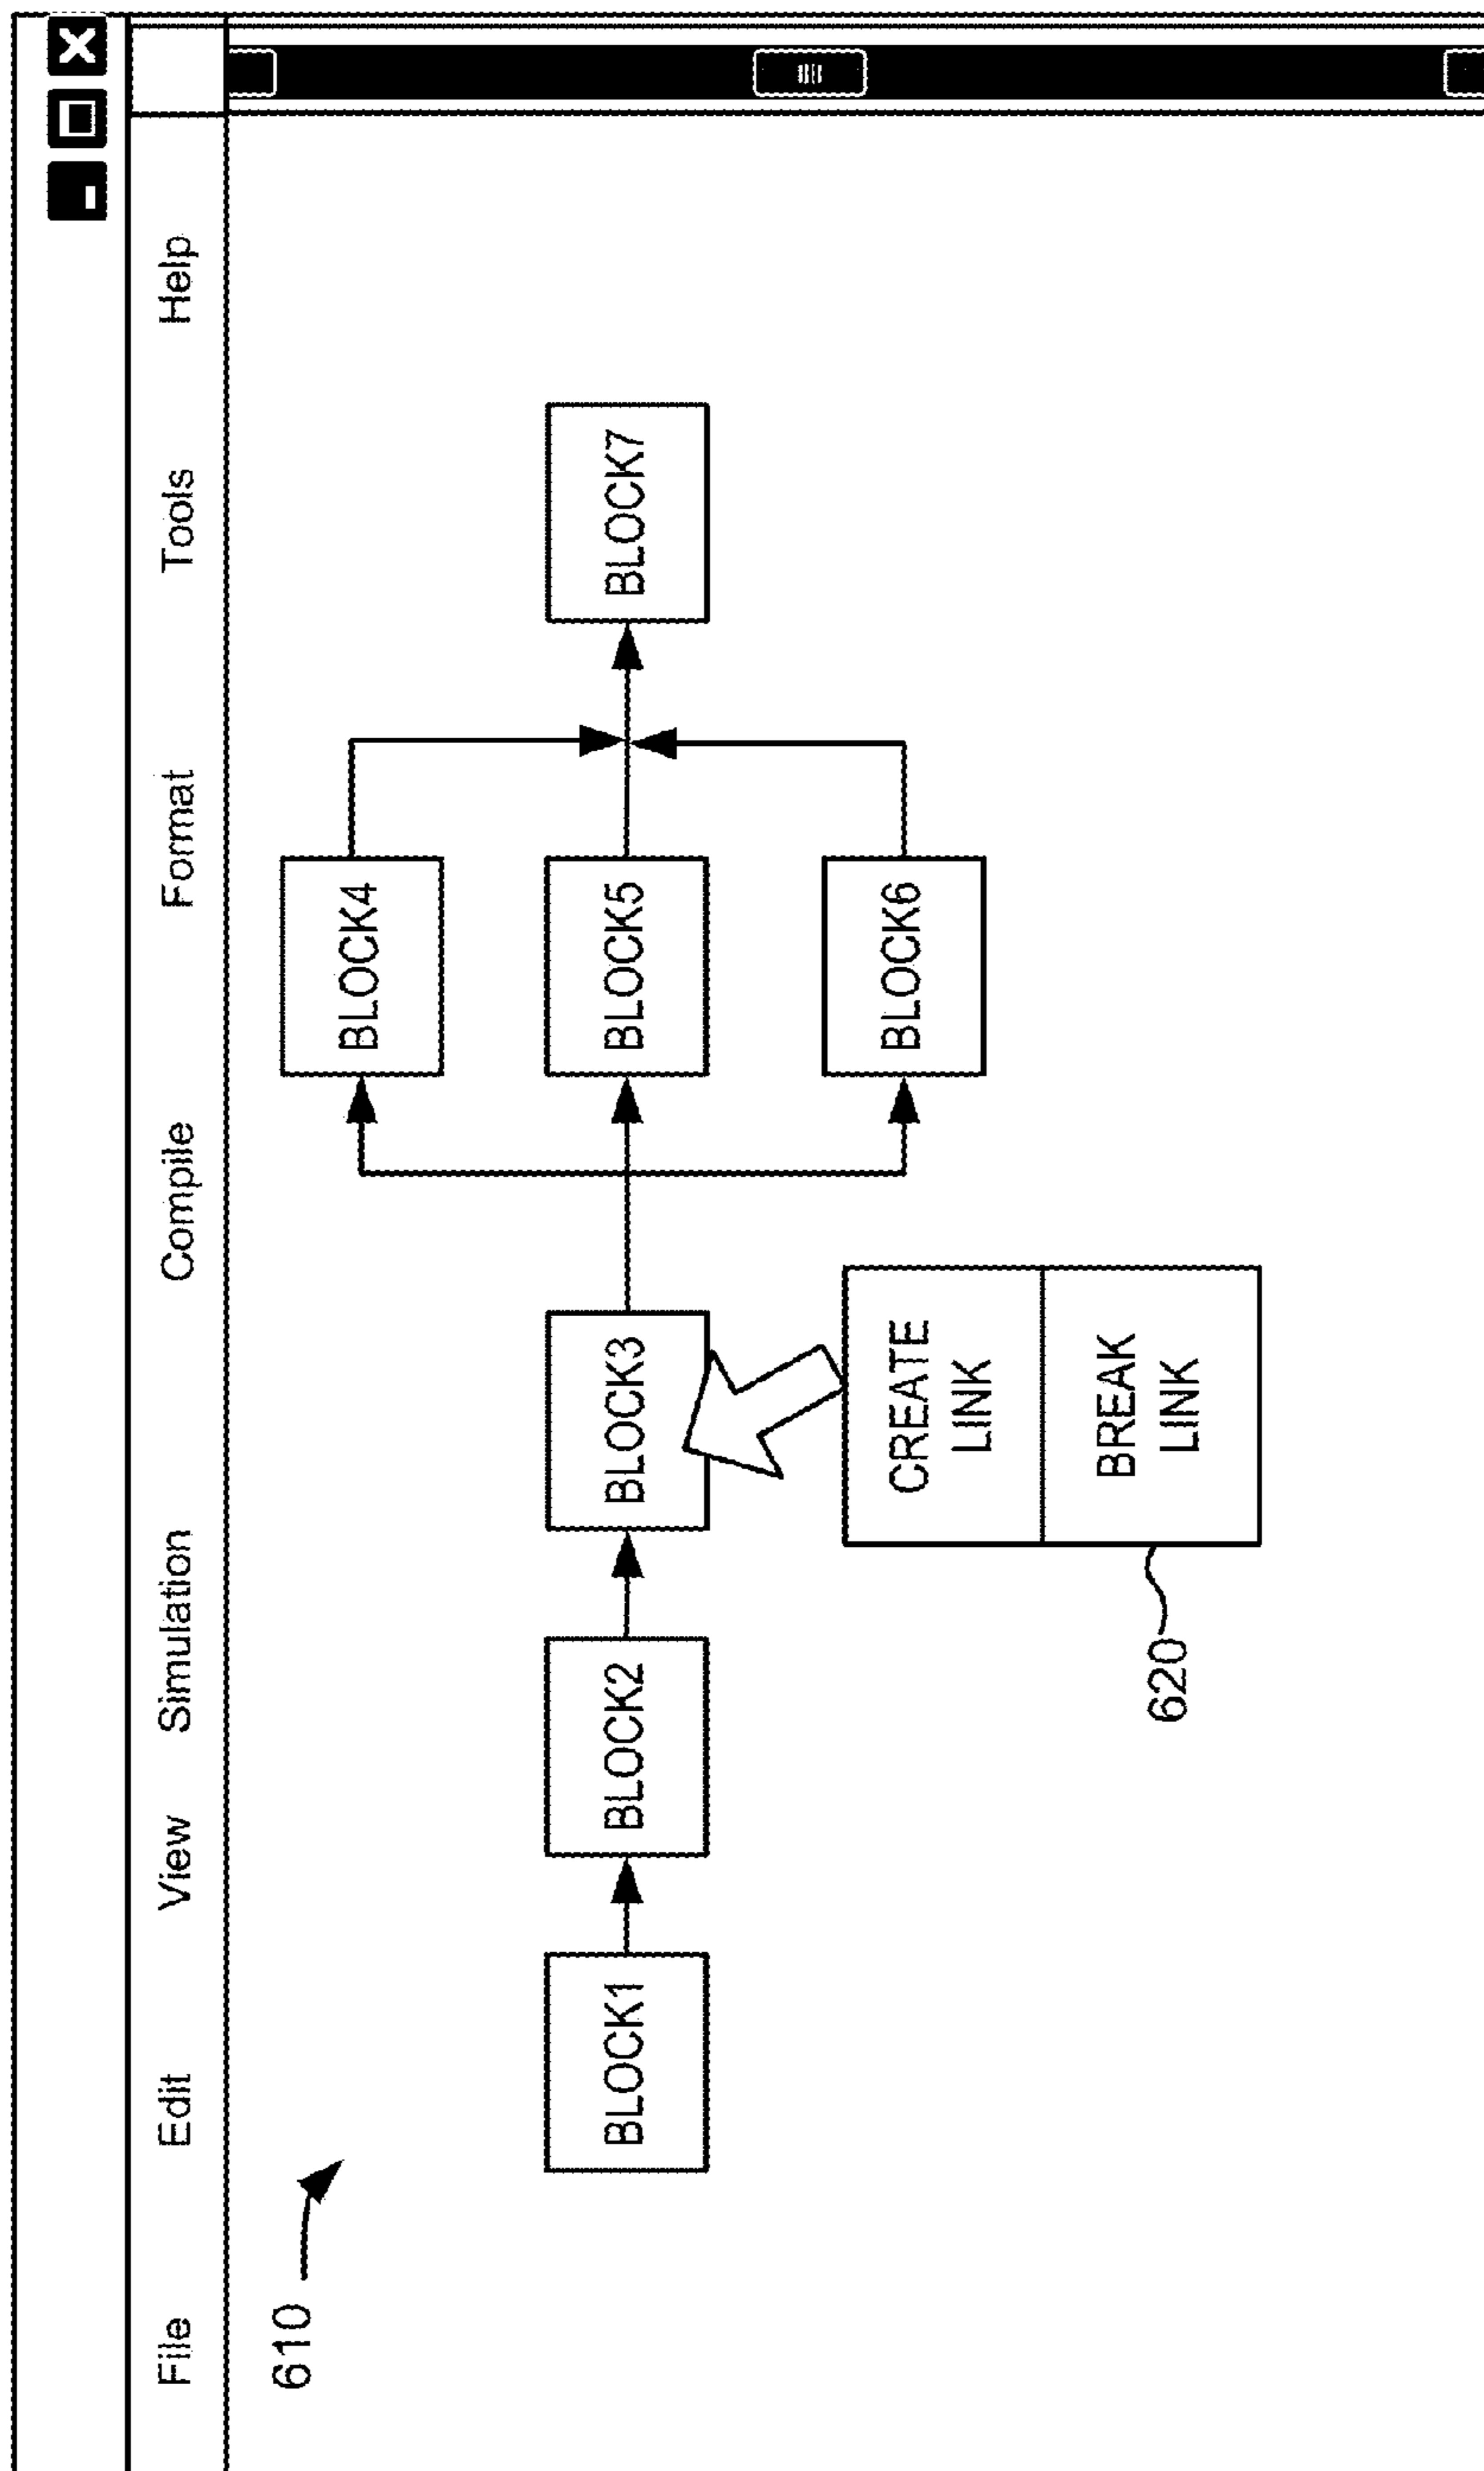 File Edit View Simulation Compile Format Tools Help
610
BLOCK4
BLOCK1 BLOCK2 BLOCK3 BLOCK5 BLOCK7
BLOCK6
CREATE
LINK
BREAK
LINK
620